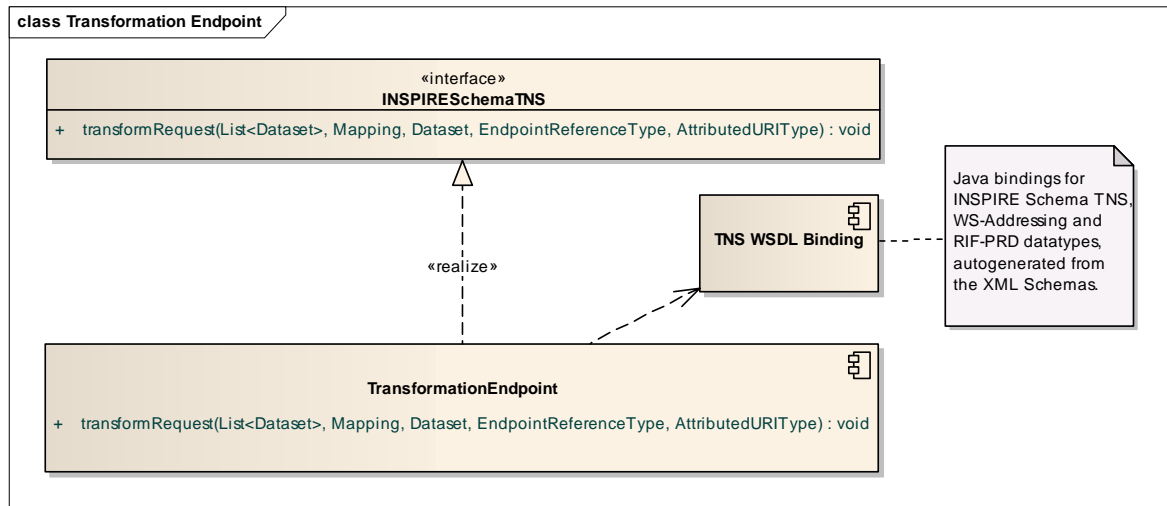 class Transformation Endpoint
«interface»
INSPIRESchemaTNS
+ transformRequest(List<Dataset>, Mapping, Dataset, EndpointReferenceType, AttributedURIType) : void
Java bindings for
INSPIRE Schema TNS,
WS-Addressing and
RIF-PRD datatypes,
autogenerated from
the XML Schemas.
TNS WSDL Binding
«realize»
TransformationEndpoint
+ transformRequest(List<Dataset>, Mapping, Dataset, EndpointReferenceType, AttributedURIType) : void